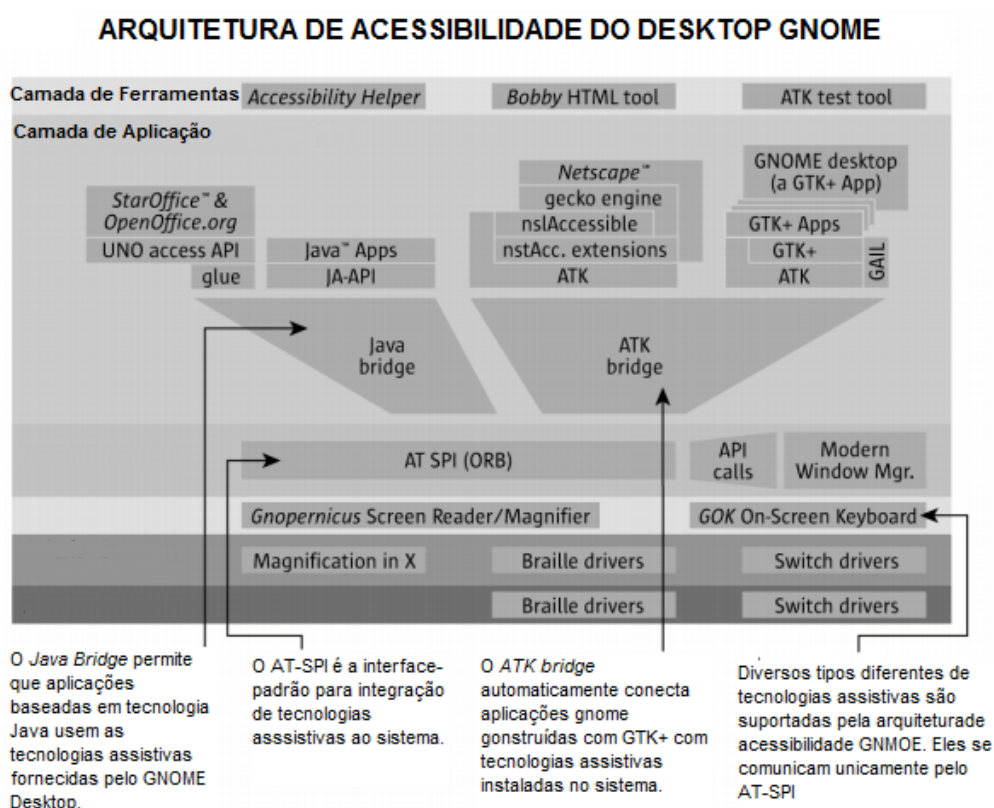 ARQUITETURA DE ACESSIBILIDADE DO DESKTOP GNOME
Camada de Ferramentas
Accessibility Helper
Bobby HTML tool
ATK test tool
Camada de Aplicação
StarOffice™ &
OpenOffice.org
UNO access API
glue
Java™ Apps
JA-API
Netscape™
gecko engine
nslAccessible
nstAcc. extensions
ATK
GNOME desktop
(a GTK+ App)
GTK+ Apps
GTK+
ATK
GAIL
Java
bridge
ATK
bridge
AT SPI (ORB)
API
calls
Modern
Window Mgr.
Gnopernicus Screen Reader/Magnifier
GOK On-Screen Keyboard
Magnification in X
Braille drivers
Switch drivers
Braille drivers
Switch drivers
O Java Bridge permite
que aplicações
baseadas em tecnologia
Java usem as
tecnologias assistivas
fornecidas pelo GNOME
Desktop.
O AT-SPI é a interface-
padrão para integração
de tecnologias
asssistivas ao sistema.
O ATK bridge
automaticamente conecta
aplicações gnome
gonstruídas com GTK+ com
tecnologias assistivas
instaladas no sistema.
Diversos tipos diferentes de
tecnologias assistivas são
suportadas pela arquiteturade
acessibilidade GNMOE. Eles se
comunicam unicamente pelo
AT-SPI